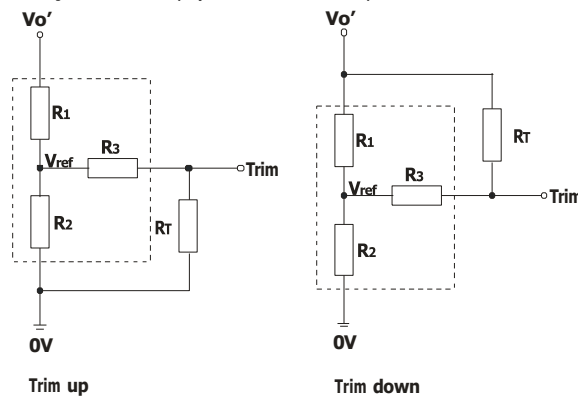 Vo'
R1
R3
Vref
Trim
R2
RT
0V
Trim up
Vo'
R1
RT
R3
Vref
Trim
R2
0V
Trim down